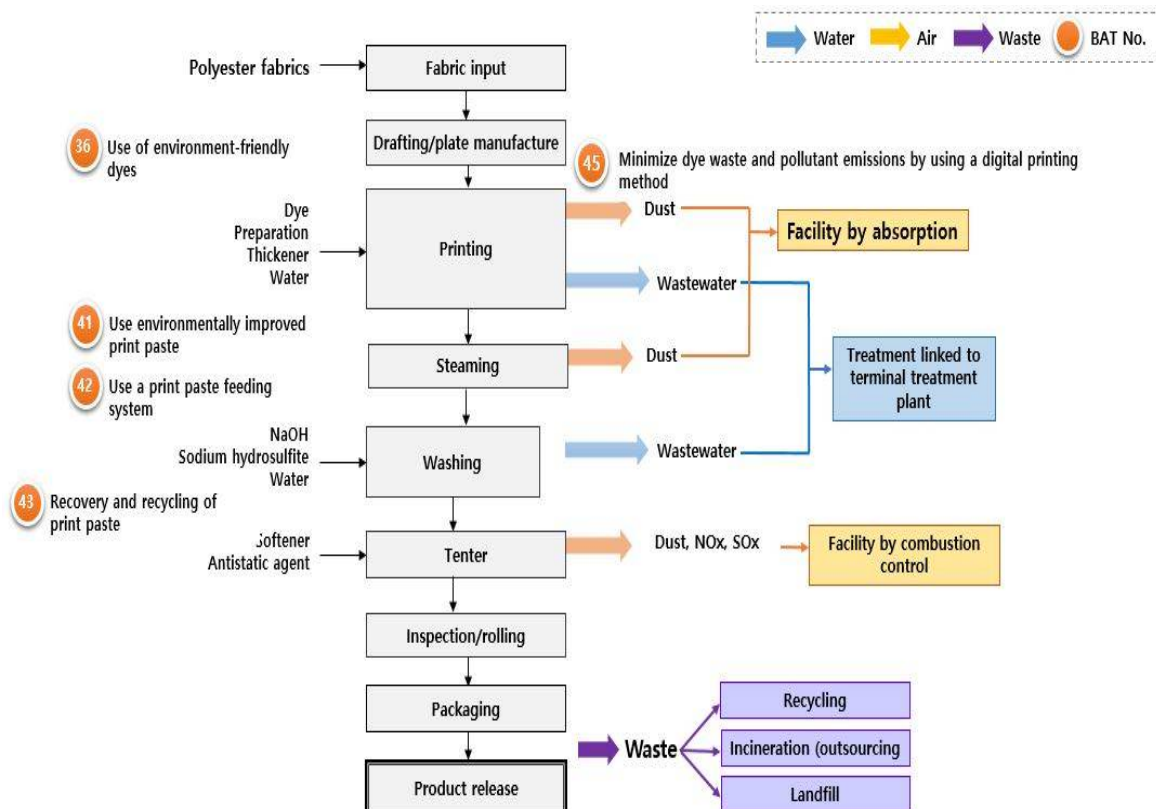 Water
Air
Waste
BAT No.
Polyester fabrics
Fabric input
36
Use of environment-friendly
dyes
Drafting/plate manufacture
45
Minimize dye waste and pollutant emissions by using a digital printing
method
Dye
Preparation
Thickener
Water
Printing
Dust
Facility by absorption
Wastewater
41
Use environmentally improved
print paste
Steaming
Dust
Treatment linked to
terminal treatment
plant
42
Use a print paste feeding
system
NaOH
Sodium hydrosulfite
Water
Washing
Wastewater
43
Recovery and recycling of
print paste
Softener
Antistatic agent
Tenter
Dust, NOx, SOx
Facility by combustion
control
Inspection/rolling
Packaging
Product release
Waste
Recycling
Incineration (outsourcing
Landfill